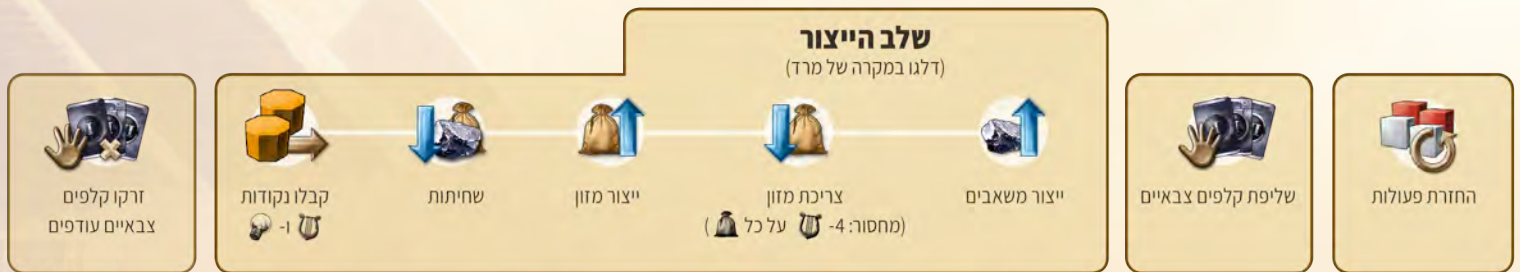 שלב הייצור
(דלגו במקרה של מרד)
זרקו קלפים
צבאיים עודפים
קבלו נקודות
ו-
שחיתות
ייצור מזון
צריכת מזון
(מחסור: 4- על כל )
ייצור משאבים
שליפת קלפים צבאיים
החזרת פעולות